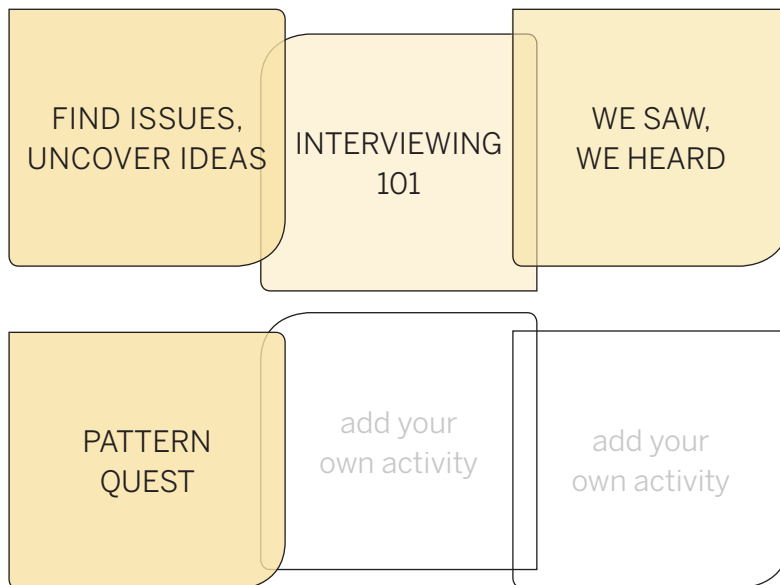 FIND ISSUES,
UNCOVER IDEAS
INTERVIEWING
101
WE SAW,
WE HEARD
PATTERN
QUEST
add your
own activity
add your
own activity